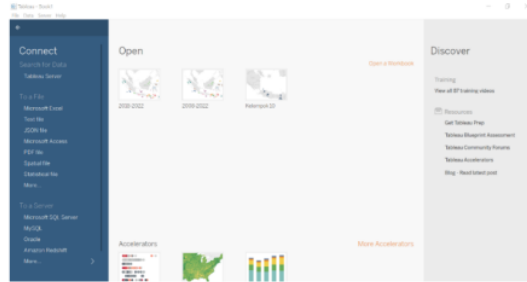 Tableau - Book1
File Data Server Help
Connect
Search for Data
Tableau Server
To a File
Microsoft Excel
Text file
JSON file
Microsoft Access
PDF file
Spatial file
Statistical file
More...
To a Server
Microsoft SQL Server
MySQL
Oracle
Amazon Redshift
More...
Open
Open a Workbook
2018-2022
Kelompok10
Accelerators
More Accelerators
Discover
Training
View all 87 training videos
Resources
Get Tableau Prep
Tableau Blueprint Assessment
Tableau Community Forums
Tableau Accelerators
Blog - Read latest post